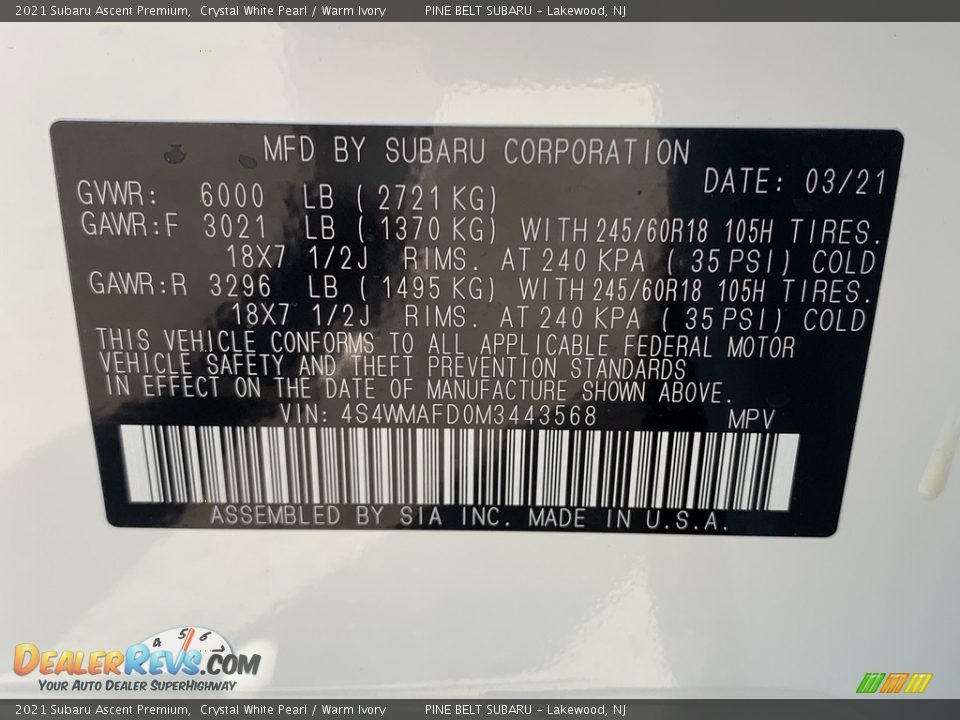 2021 Subaru Ascent Premium, Crystal White Pearl / Warm Ivory PINE BELT SUBARU - Lakewood, NJ
MFD BY SUBARU CORPORATION
DATE: 03/21
GVWR: 6000 LB ( 2721 KG)
GAWR:F 3021 LB ( 1370 KG) WITH 245/60R18 105H TIRES.
18X7 1/2J RIMS. AT 240 KPA ( 35 PSI) COLD
GAWR:R 3296 LB ( 1495 KG) WITH 245/60R18 105H TIRES.
18X7 1/2J RIMS. AT 240 KPA ( 35 PSI) COLD
THIS VEHICLE CONFORMS TO ALL APPLICABLE FEDERAL MOTOR
VEHICLE SAFETY AND THEFT PREVENTION STANDARDS
IN EFFECT ON THE DATE OF MANUFACTURE SHOWN ABOVE.
VIN: 4S4WMAFD0M3443568 MPV
ASSEMBLED BY SIA INC. MADE IN U.S.A.
4 5 6 7
DEALERREVS.COM
YOUR AUTO DEALER SUPERHIGHWAY
2021 Subaru Ascent Premium, Crystal White Pearl / Warm Ivory PINE BELT SUBARU - Lakewood, NJ